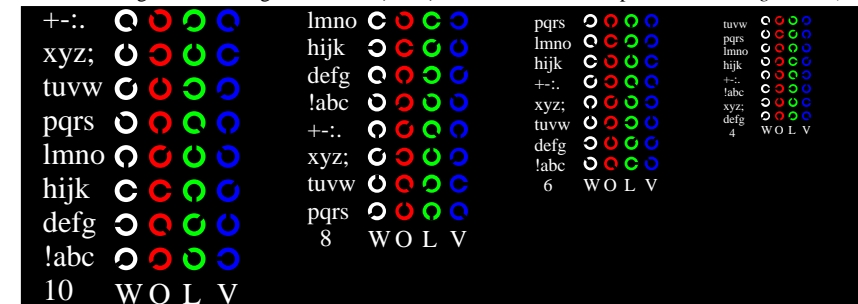 +-:.
xyz;
tuvw
pqrs
lmno
hijk
defg
!abc
10 W O L V
lmno
hijk
defg
!abc
+-:.
xyz;
tuvw
pqrs
8 W O L V
pqrs
lmno
hijk
+-:.
xyz;
tuvw
defg
!abc
6 W O L V
tuvw
pqrs
lmno
hijk
+-:.
!abc
xyz;
defg
4 W O L V